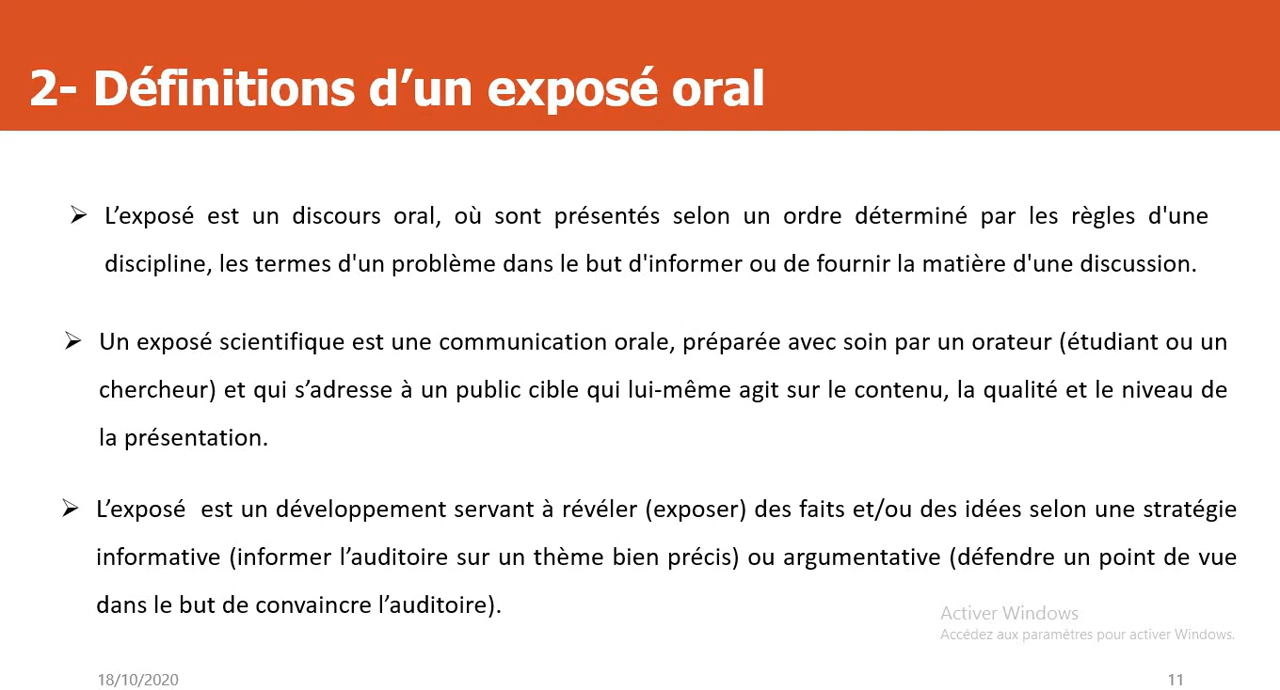 2- Définitions d’un exposé oral
➢ L’exposé est un discours oral, où sont présentés selon un ordre déterminé par les règles d'une
discipline, les termes d'un problème dans le but d'informer ou de fournir la matière d'une discussion.
➢ Un exposé scientifique est une communication orale, préparée avec soin par un orateur (étudiant ou un
chercheur) et qui s’adresse à un public cible qui lui-même agit sur le contenu, la qualité et le niveau de
la présentation.
➢ L’exposé est un développement servant à révéler (exposer) des faits et/ou des idées selon une stratégie
informative (informer l’auditoire sur un thème bien précis) ou argumentative (défendre un point de vue
dans le but de convaincre l’auditoire).
Activer Windows
Accédez aux paramètres pour activer Windows.
18/10/2020
11